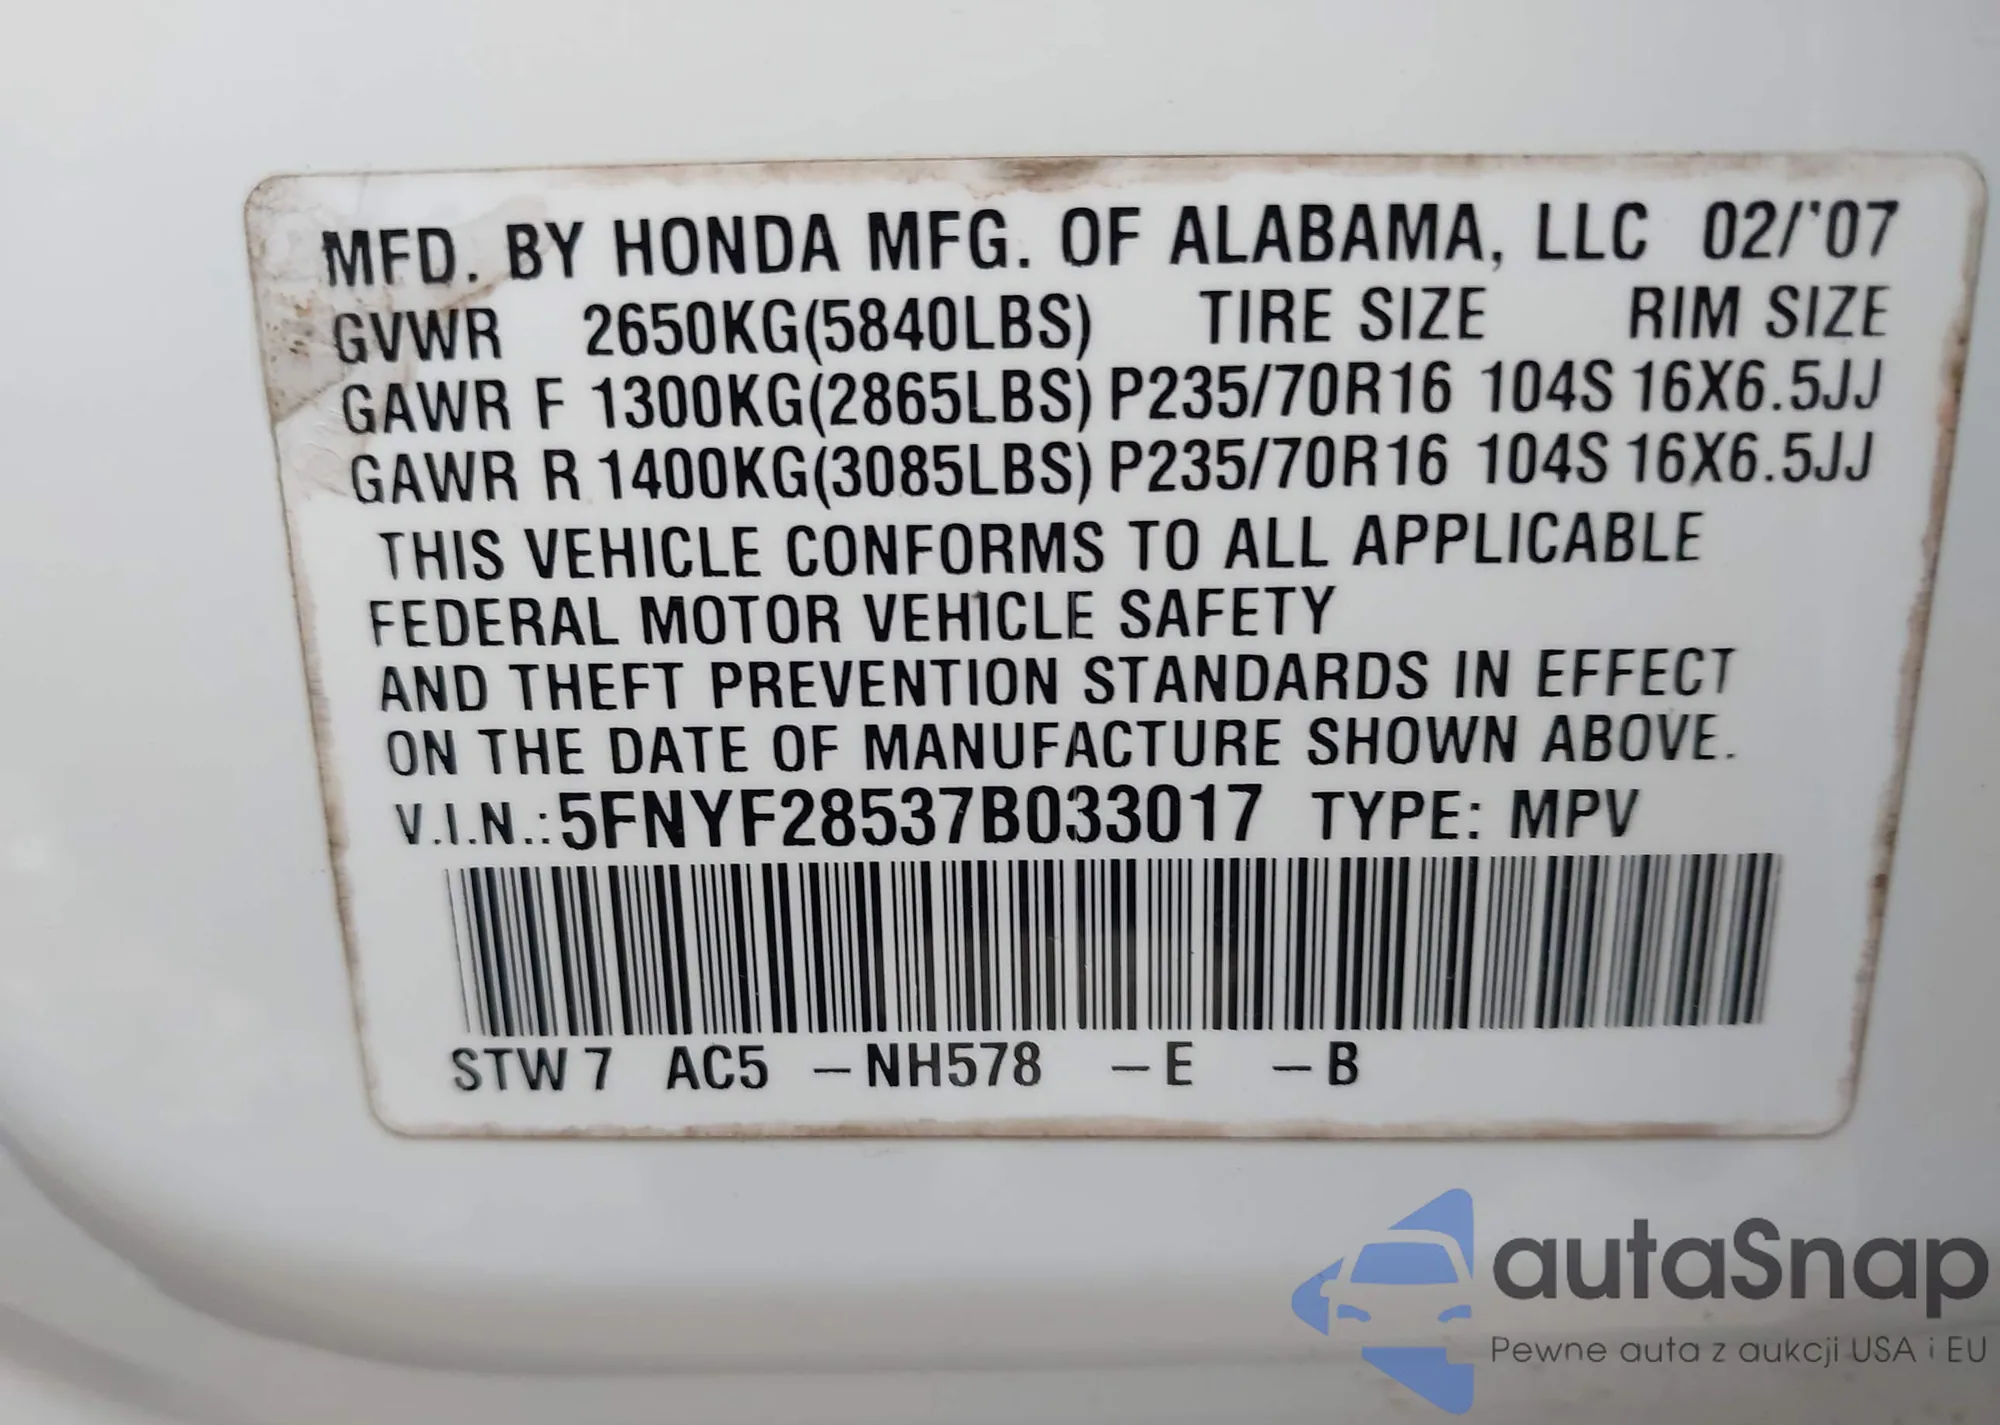 MFD. BY HONDA MFG. OF ALABAMA, LLC 02/'07
GVWR 2650KG(5840LBS) TIRE SIZE RIM SIZE
GAWR F 1300KG(2865LBS) P235/70R16 104S 16X6.5JJ
GAWR R 1400KG(3085LBS) P235/70R16 104S 16X6.5JJ
THIS VEHICLE CONFORMS TO ALL APPLICABLE
FEDERAL MOTOR VEHICLE SAFETY
AND THEFT PREVENTION STANDARDS IN EFFECT
ON THE DATE OF MANUFACTURE SHOWN ABOVE.
V.I.N.:5FNYF28537B033017 TYPE: MPV
STW7 AC5 –NH578 –E –B
autaSnap
Pewne auta z aukcji USA i EU